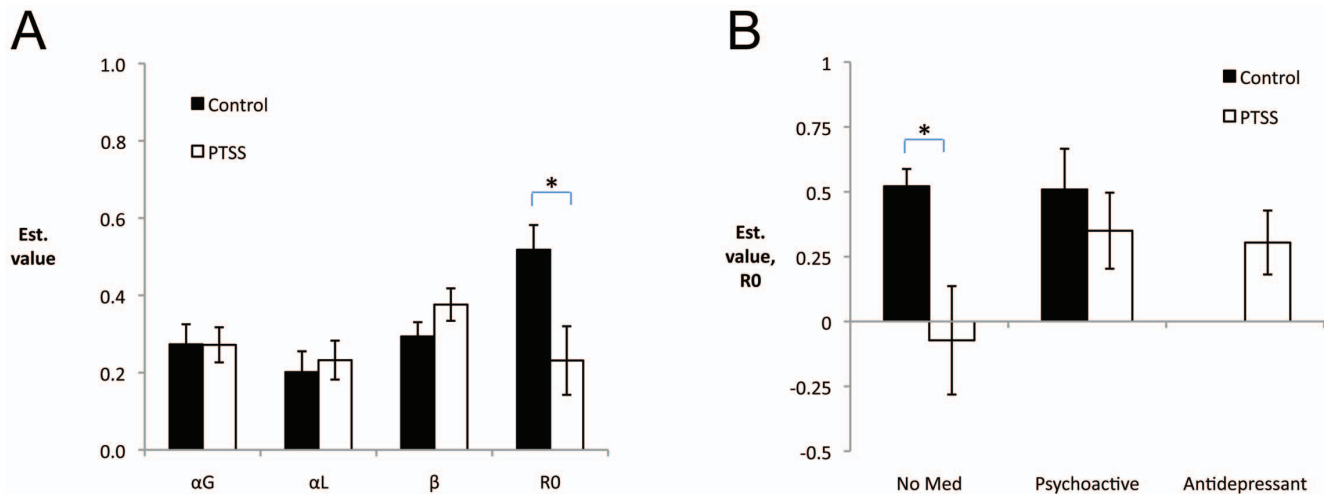 A
1.0
0.8
0.6
0.4
0.2
0.0
Est.
value
Control
PTSS
*
αG
αL
β
R0
B
1
0.75
0.5
0.25
0
-0.25
-0.5
Est.
value,
R0
Control
PTSS
*
No Med
Psychoactive
Antidepressant